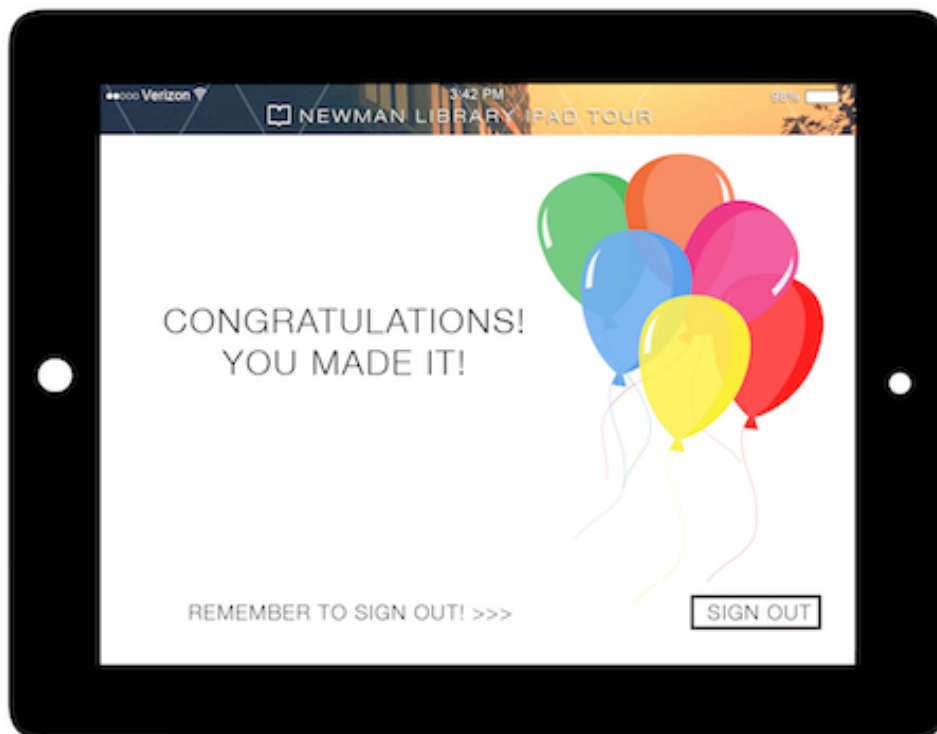 Verizon 3:42 PM 98%
NEWMAN LIBRARY IPAD TOUR
CONGRATULATIONS!
YOU MADE IT!
REMEMBER TO SIGN OUT! >>> SIGN OUT